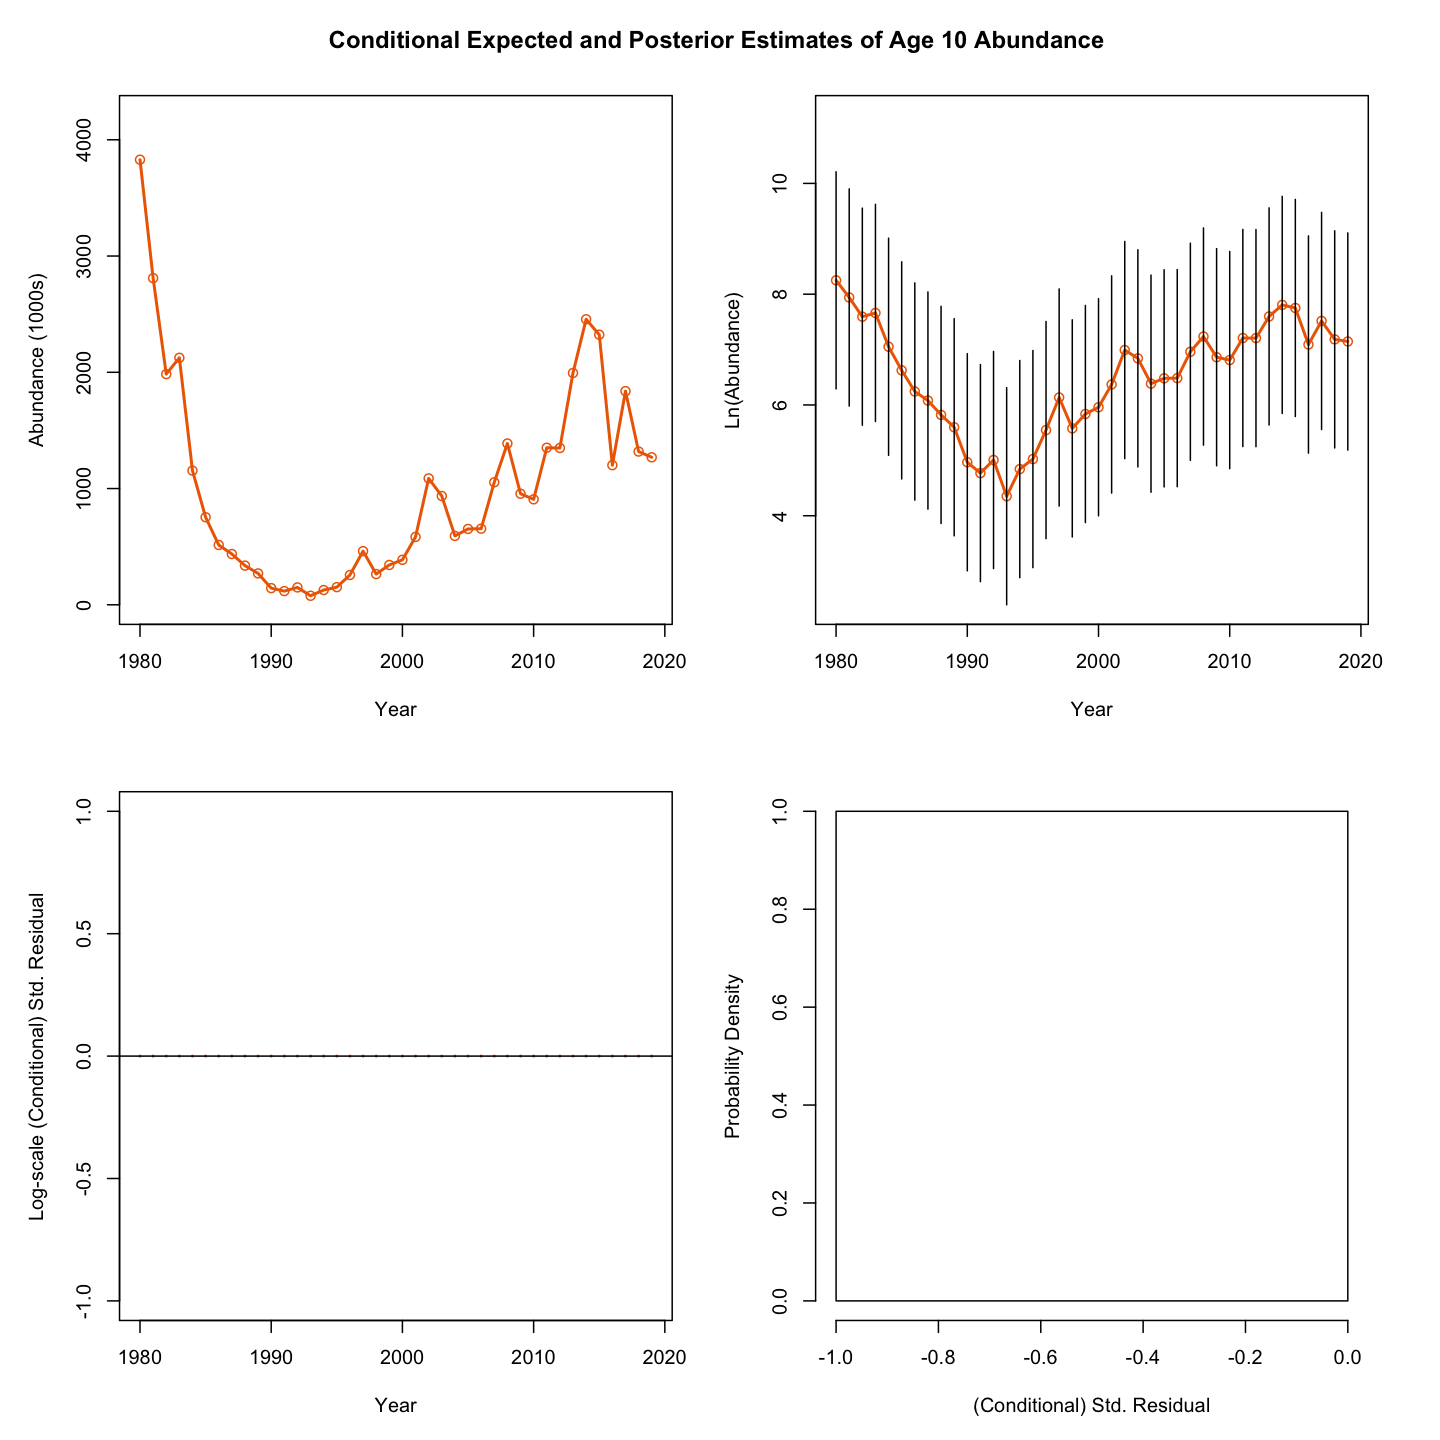 Conditional Expected and Posterior Estimates of Age 10 Abundance
Abundance (1000s)
4000
3000
2000
1000
0
1980 1990 2000 2010 2020
Year
Ln(Abundance)
10
8
6
4
1980 1990 2000 2010 2020
Year
Log-scale (Conditional) Std. Residual
1.0
0.5
0.0
-0.5
-1.0
1980 1990 2000 2010 2020
Year
Probability Density
1.0
0.8
0.6
0.4
0.2
0.0
-1.0 -0.8 -0.6 -0.4 -0.2 0.0
(Conditional) Std. Residual